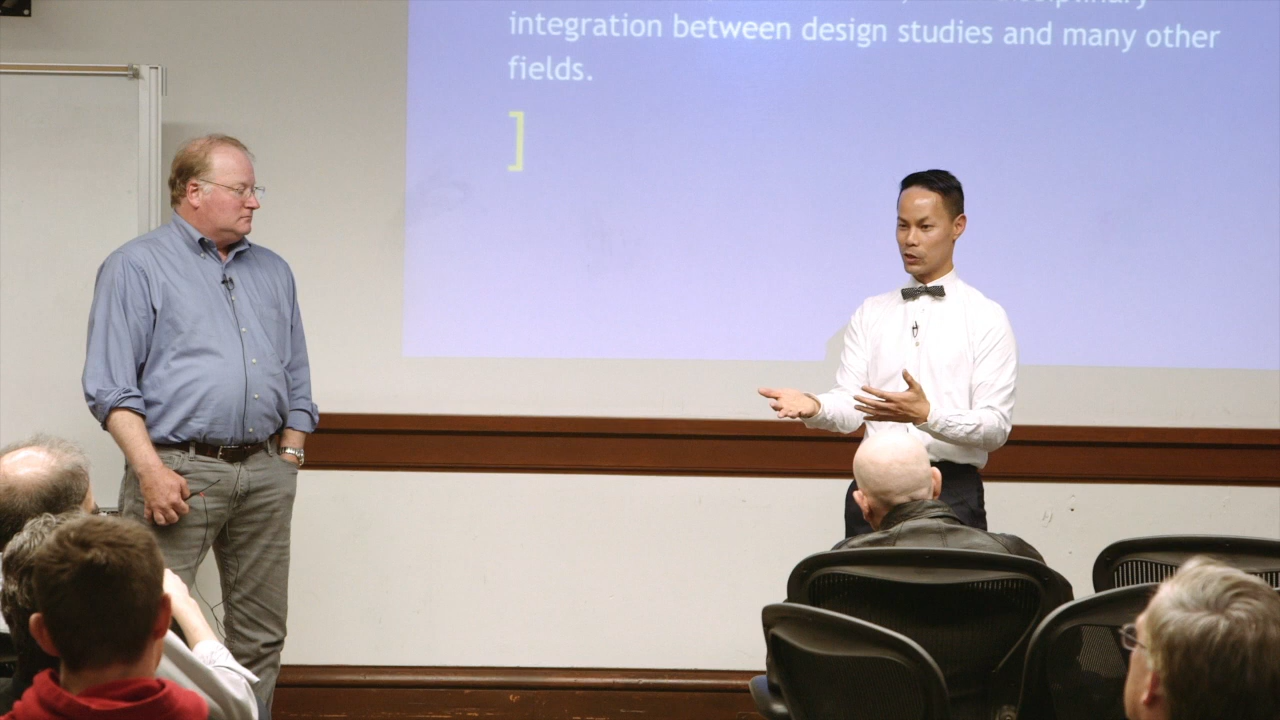 integration between design studies and many other
fields.
]